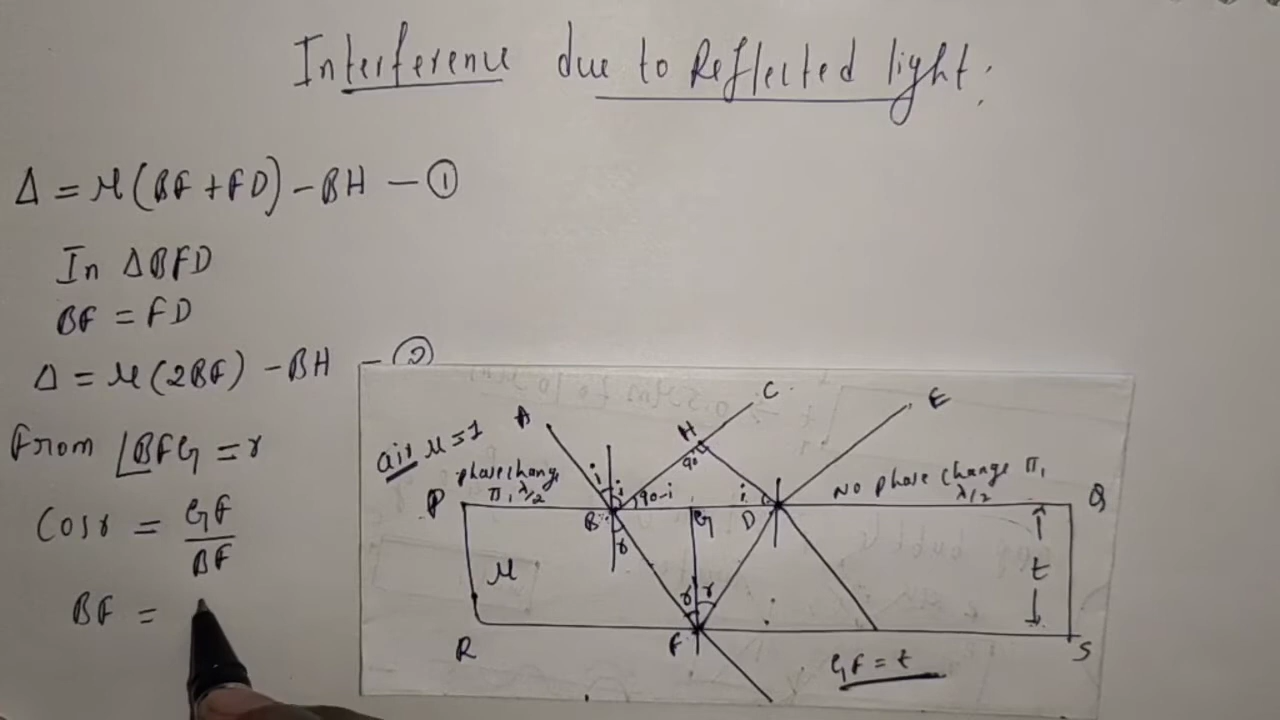 Interference due to Reflected light.
Δ = μ(BF + FD) - BH - ①
In ΔBFD
BF = FD
Δ = μ(2BF) - BH - ②
From ∠BFG = r
Cos r = GF/BF
BF =
A
C
E
H
air μ = 1
90
phase change
π, λ/2
i
i
90-i
i
No phase change π,
λ/2
P
B
G
D
Q
r
μ
t
r
r
R
F
S
GF = t